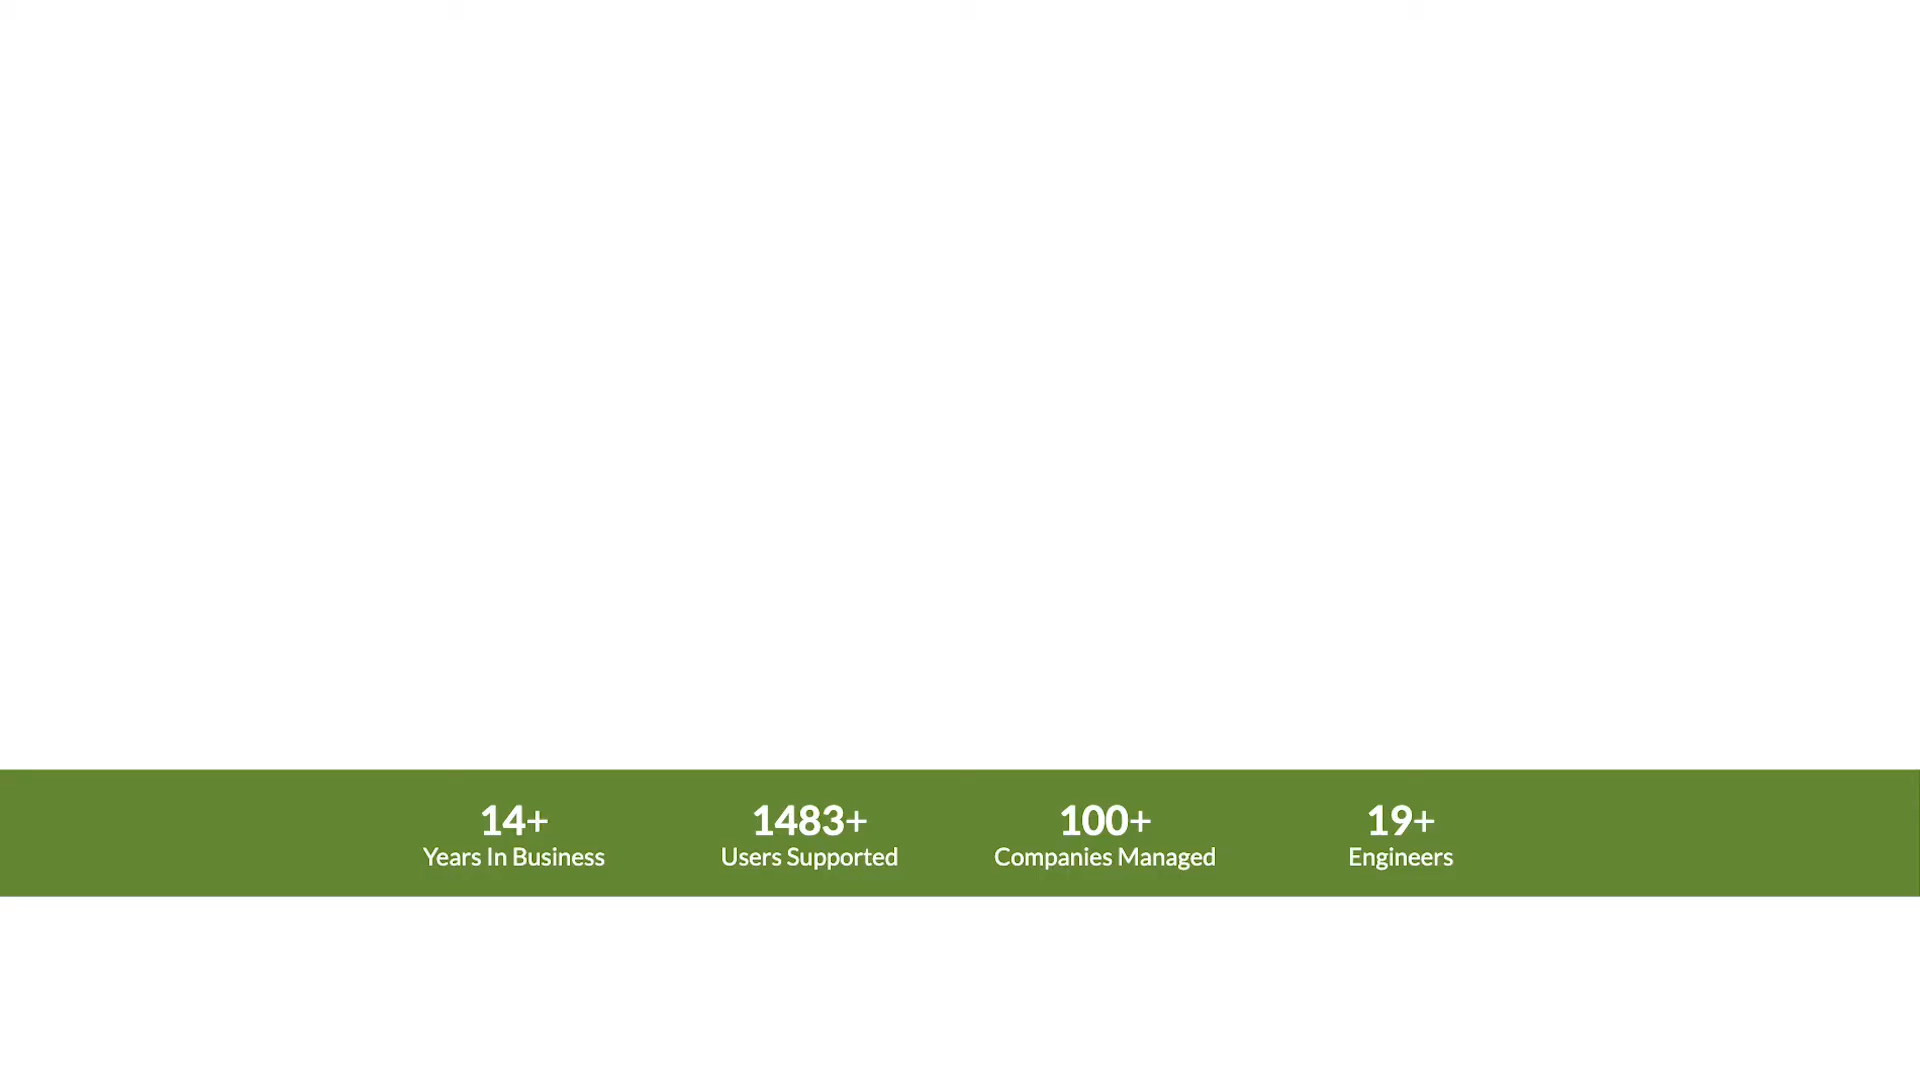 14+
Years In Business
1483+
Users Supported
100+
Companies Managed
19+
Engineers